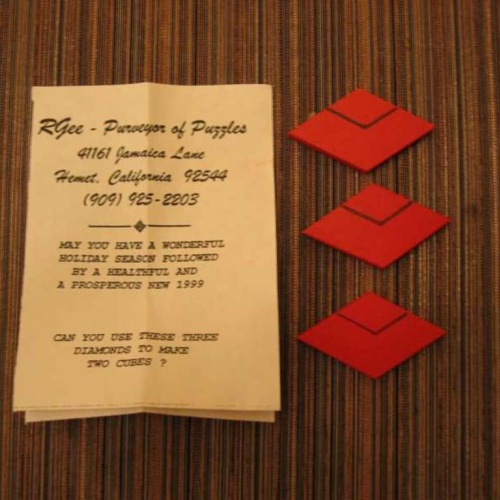 RGee - Purveyor of Puzzles
41161 Jamaica Lane
Hemet, California 92544
(909) 925-2203
MAY YOU HAVE A WONDERFUL
HOLIDAY SEASON FOLLOWED
BY A HEALTHFUL AND
A PROSPEROUS NEW 1999
CAN YOU USE THESE THREE
DIAMONDS TO MAKE
TWO CUBES ?